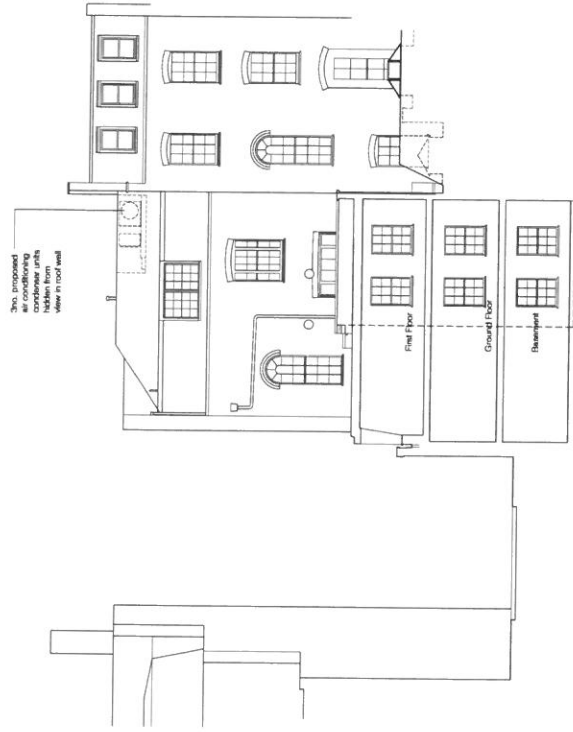 3no. proposed
air conditioning
condenser units
hidden from
view in roof well
First Floor
Ground Floor
Basement